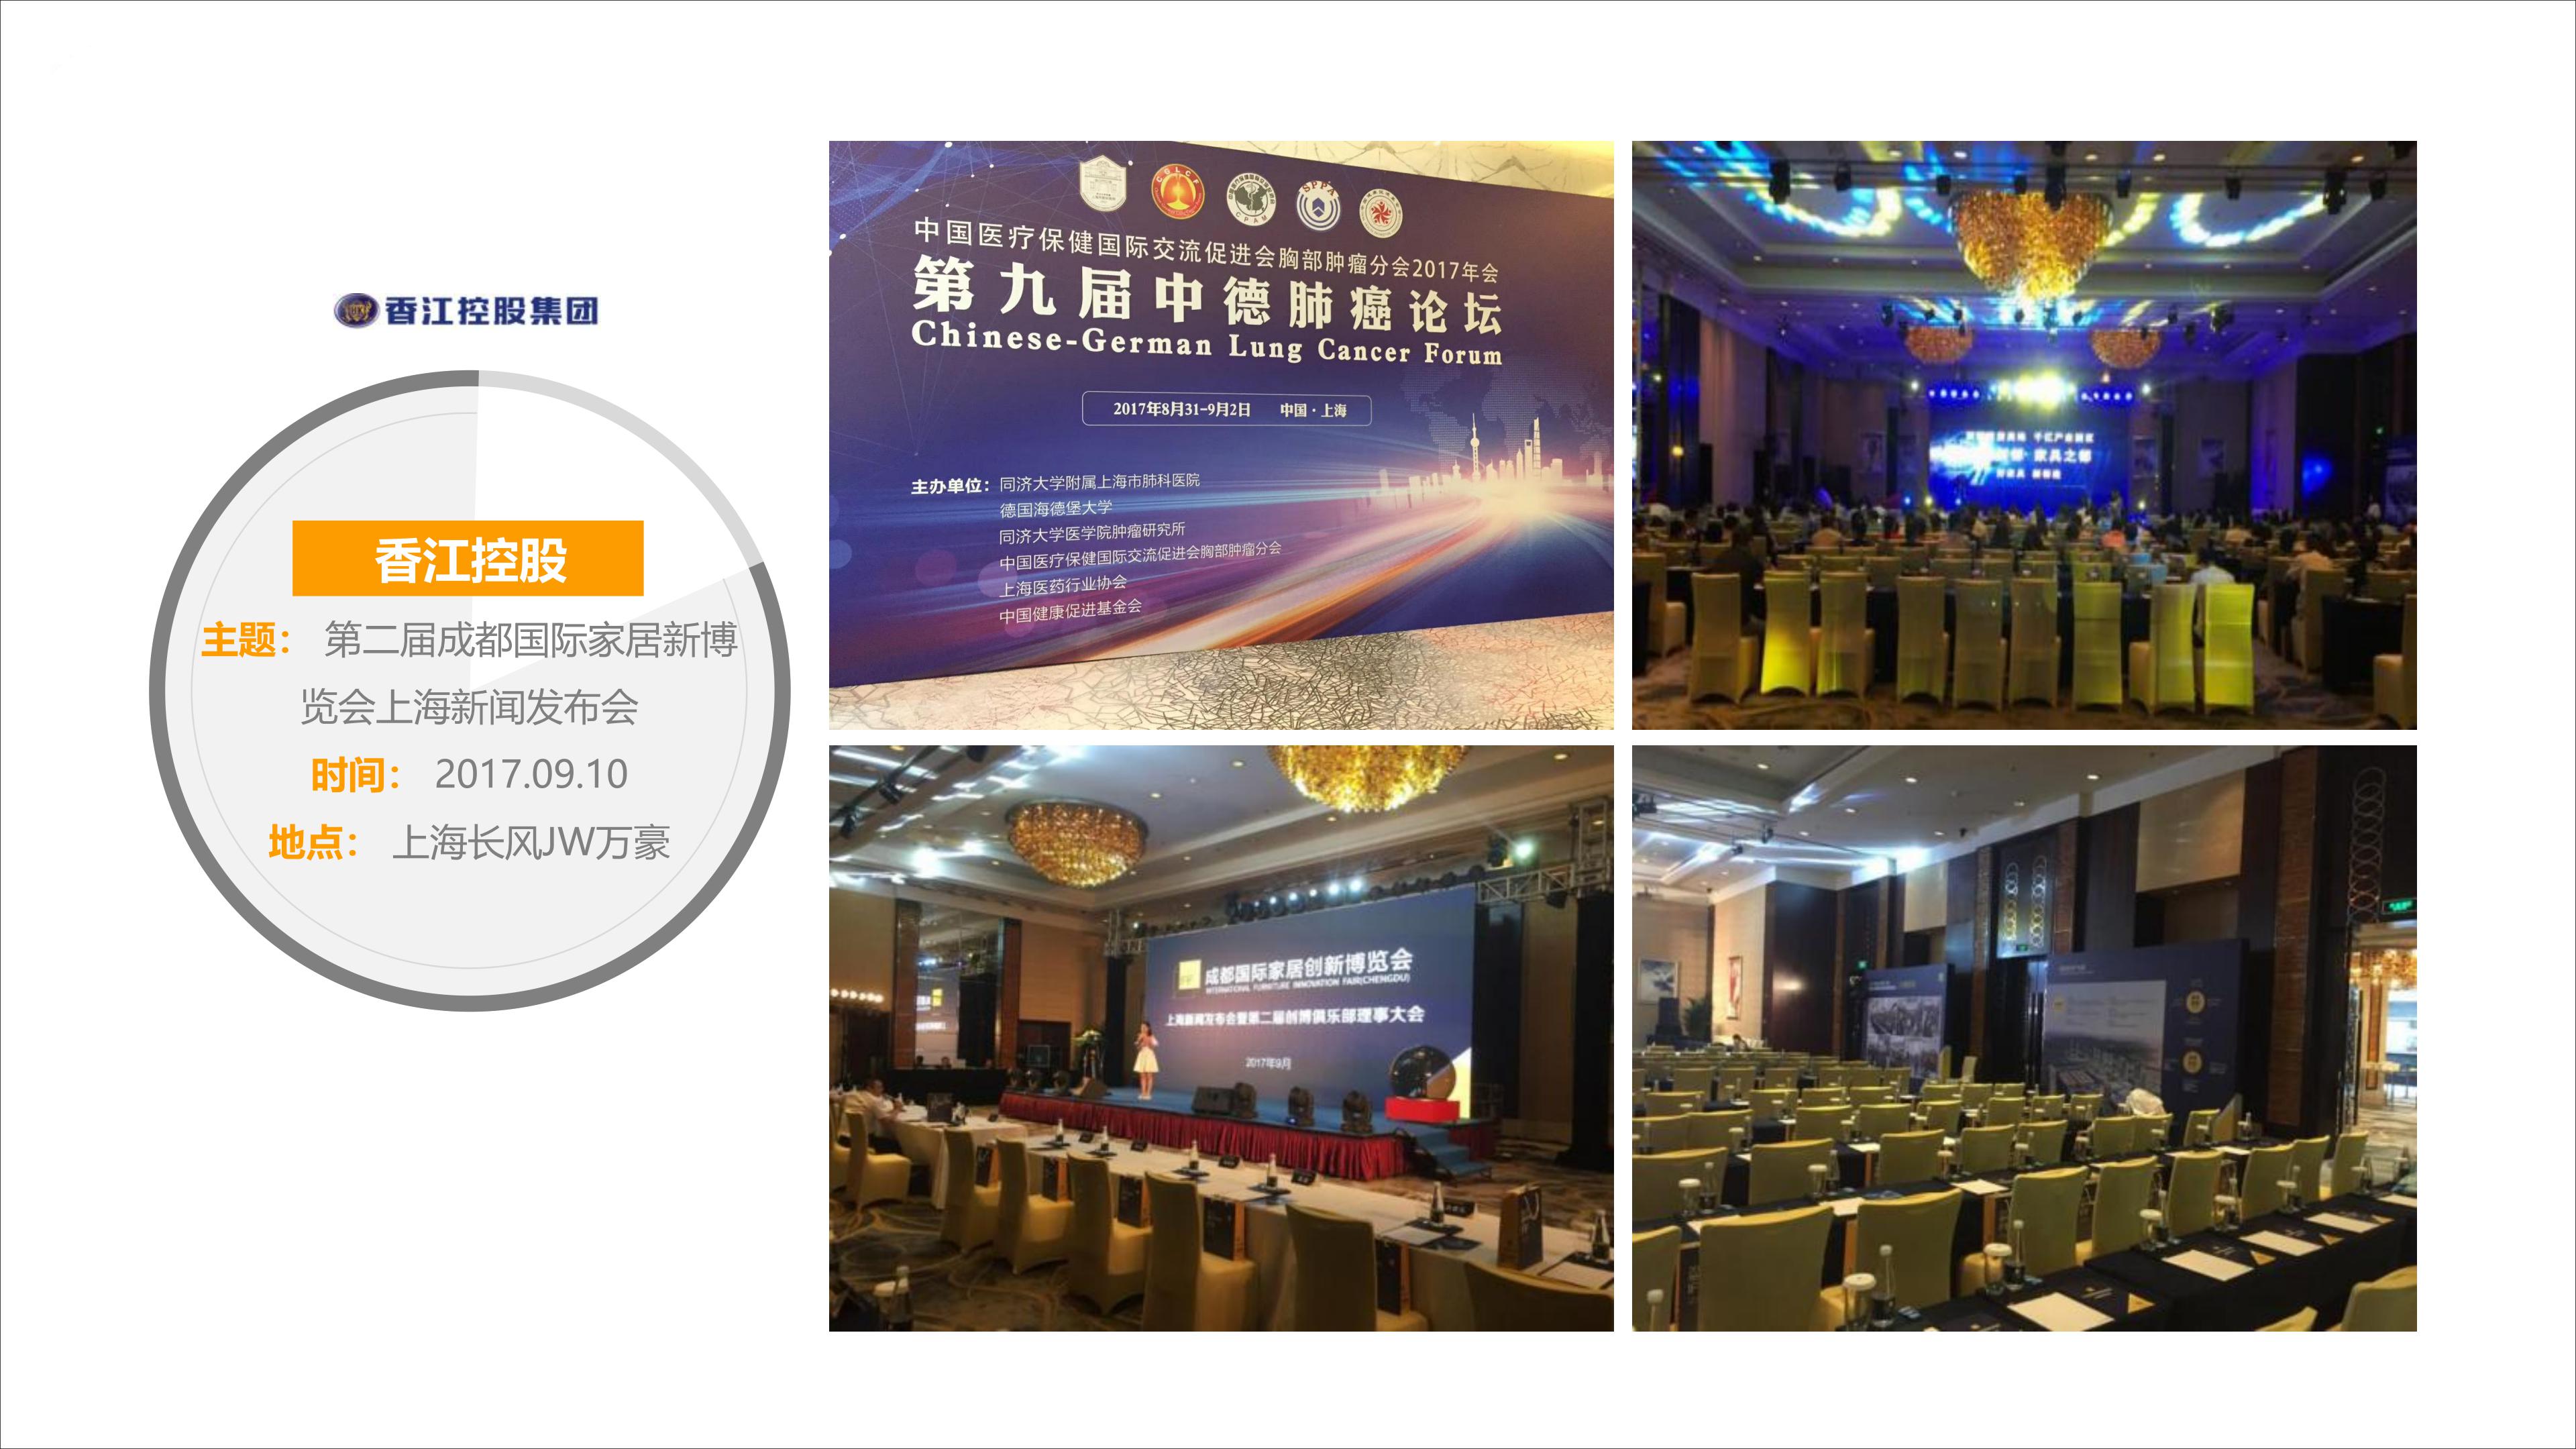 香江控股集团
香江控股
主题： 第二届成都国际家居新博
览会上海新闻发布会
时间： 2017.09.10
地点： 上海长风JW万豪
CGLCF
CPAM
SPPA
中国医疗保健国际交流促进会胸部肿瘤分会2017年会
第九届中德肺癌论坛
Chinese-German Lung Cancer Forum
2017年8月31-9月2日 中国·上海
主办单位：同济大学附属上海市肺科医院
德国海德堡大学
同济大学医学院肿瘤研究所
中国医疗保健国际交流促进会胸部肿瘤分会
上海医药行业协会
中国健康促进基金会
千亿产业
家具之都
成都国际家居创新博览会
INTERNATIONAL FURNITURE INNOVATION FAIR(CHENGDU)
上海新闻发布会暨第二届创博俱乐部理事大会
2017年9月